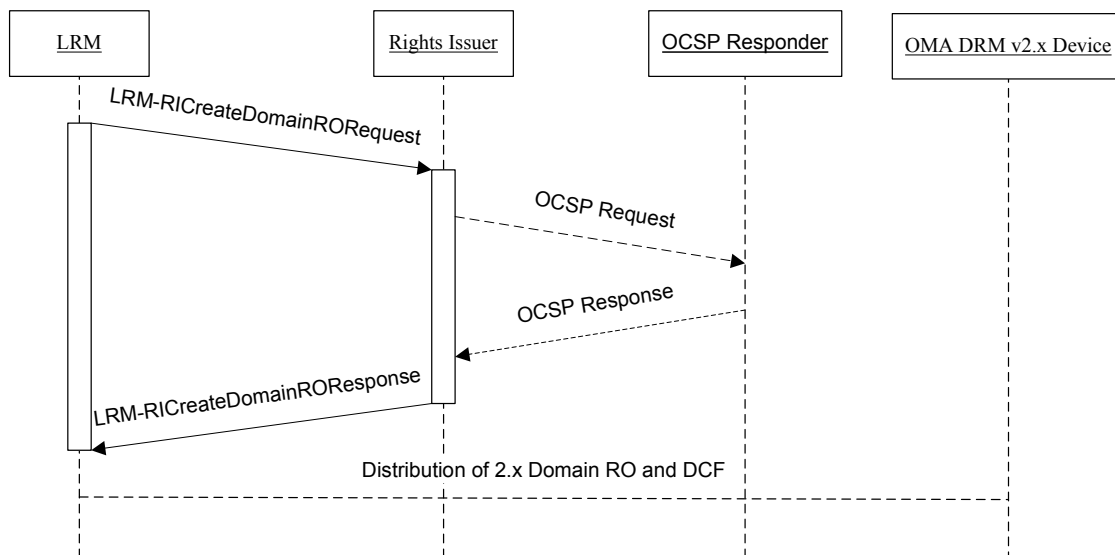 LRM
Rights Issuer
OCSP Responder
OMA DRM v2.x Device
LRM-RICreateDomainRORequest
OCSP Request
OCSP Response
LRM-RICreateDomainROResponse
Distribution of 2.x Domain RO and DCF